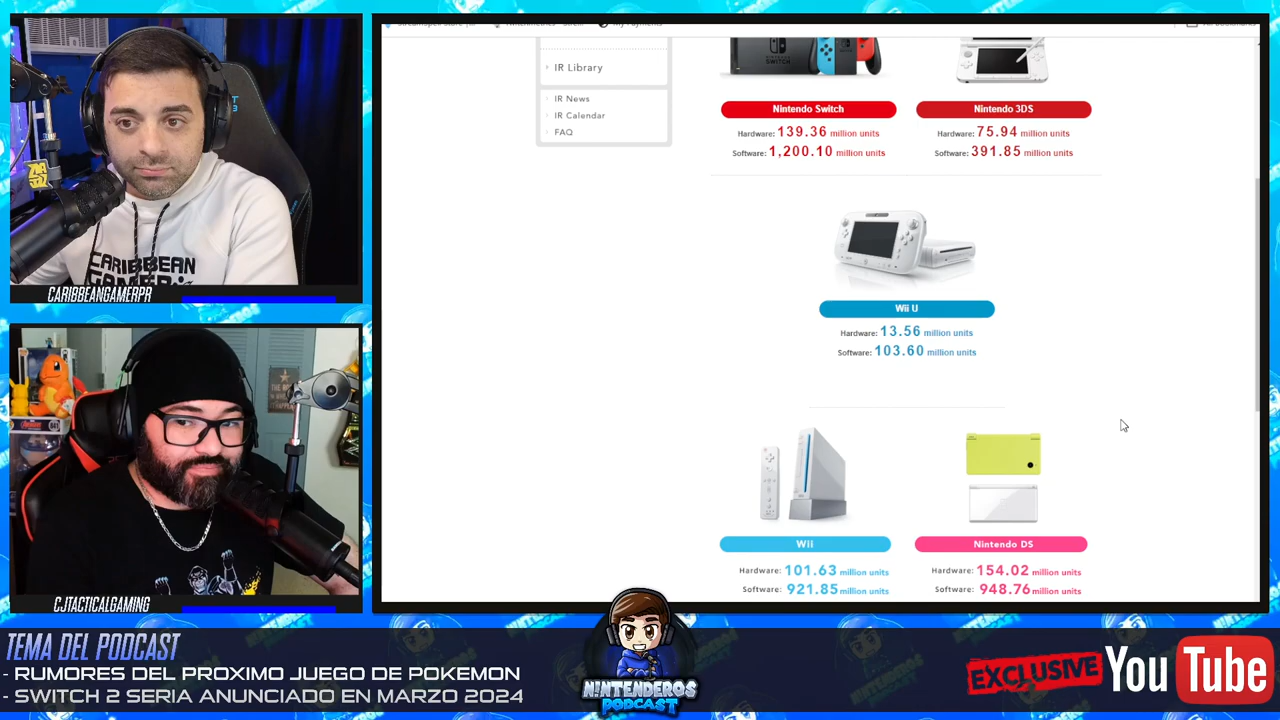 IR Library
IR News
IR Calendar
FAQ
NINTENDO SWITCH
Nintendo Switch
Hardware: 139.36 million units
Software: 1,200.10 million units
Nintendo 3DS
Hardware: 75.94 million units
Software: 391.85 million units
Wii U
Hardware: 13.56 million units
Software: 103.60 million units
Wii
Hardware: 101.63 million units
Software: 921.85 million units
Nintendo DS
Hardware: 154.02 million units
Software: 948.76 million units
CARIBBEAN
GAMER
CARIBBEANGAMERPR
CJTACTICALGAMING
TEMA DEL PODCAST
- RUMORES DEL PROXIMO JUEGO DE POKEMON
- SWITCH 2 SERIA ANUNCIADO EN MARZO 2024
NINTENDEROS
PODCAST
EXCLUSIVE
YouTube